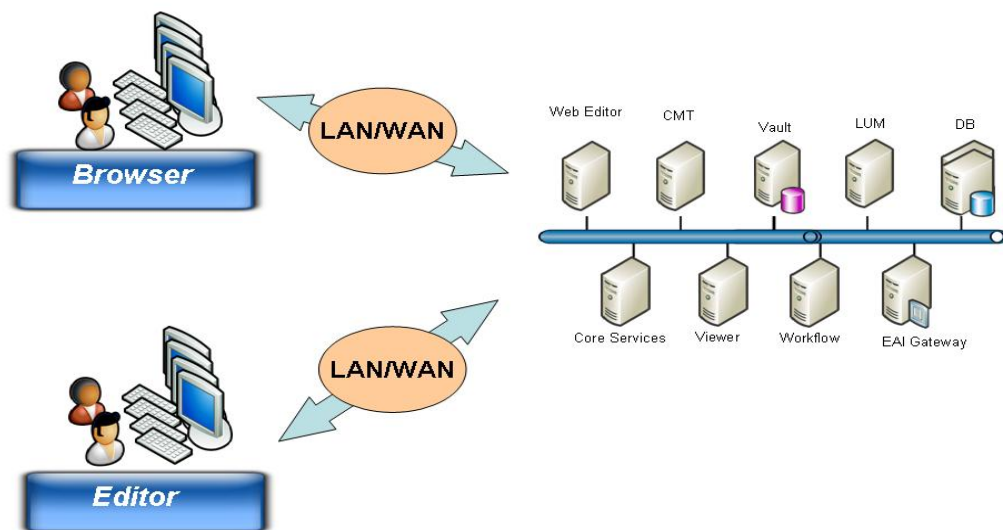 Browser
LAN/WAN
Web Editor
CMT
Vault
LUM
DB
Core Services
Viewer
Workflow
EAI Gateway
LAN/WAN
Editor